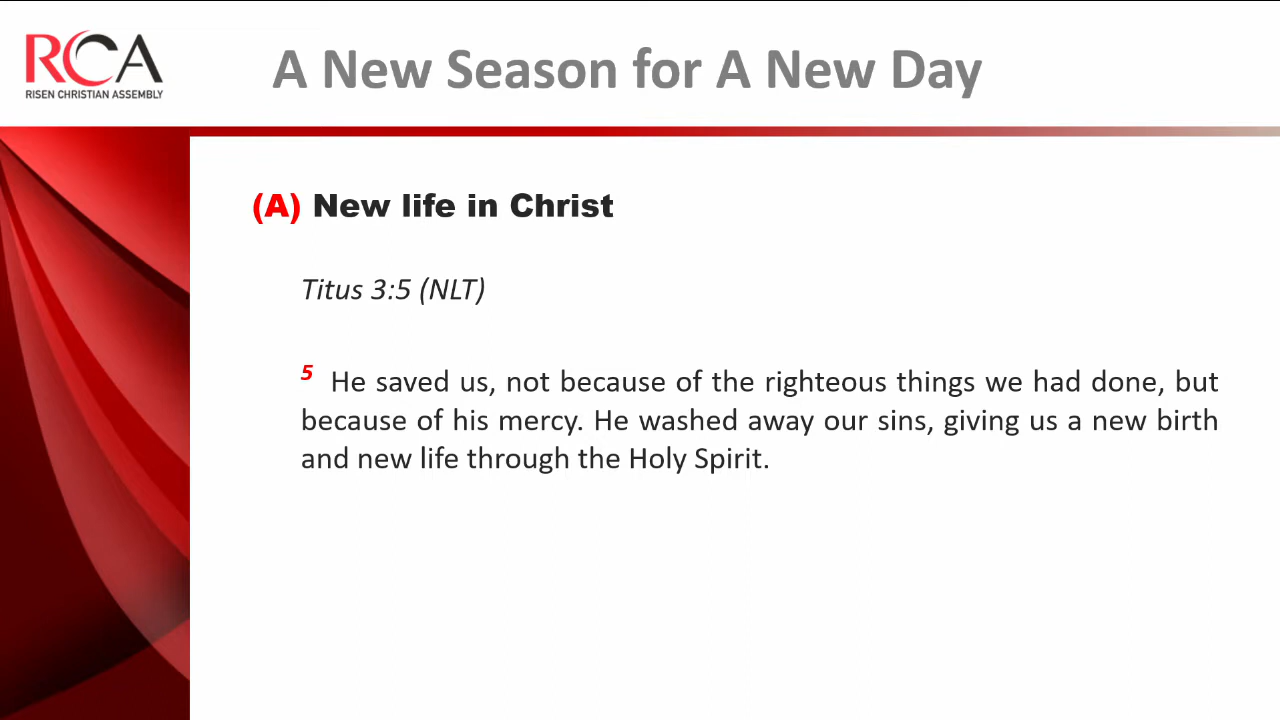 RCA
RISEN CHRISTIAN ASSEMBLY
A New Season for A New Day
(A) New life in Christ
Titus 3:5 (NLT)
5 He saved us, not because of the righteous things we had done, but
because of his mercy. He washed away our sins, giving us a new birth
and new life through the Holy Spirit.